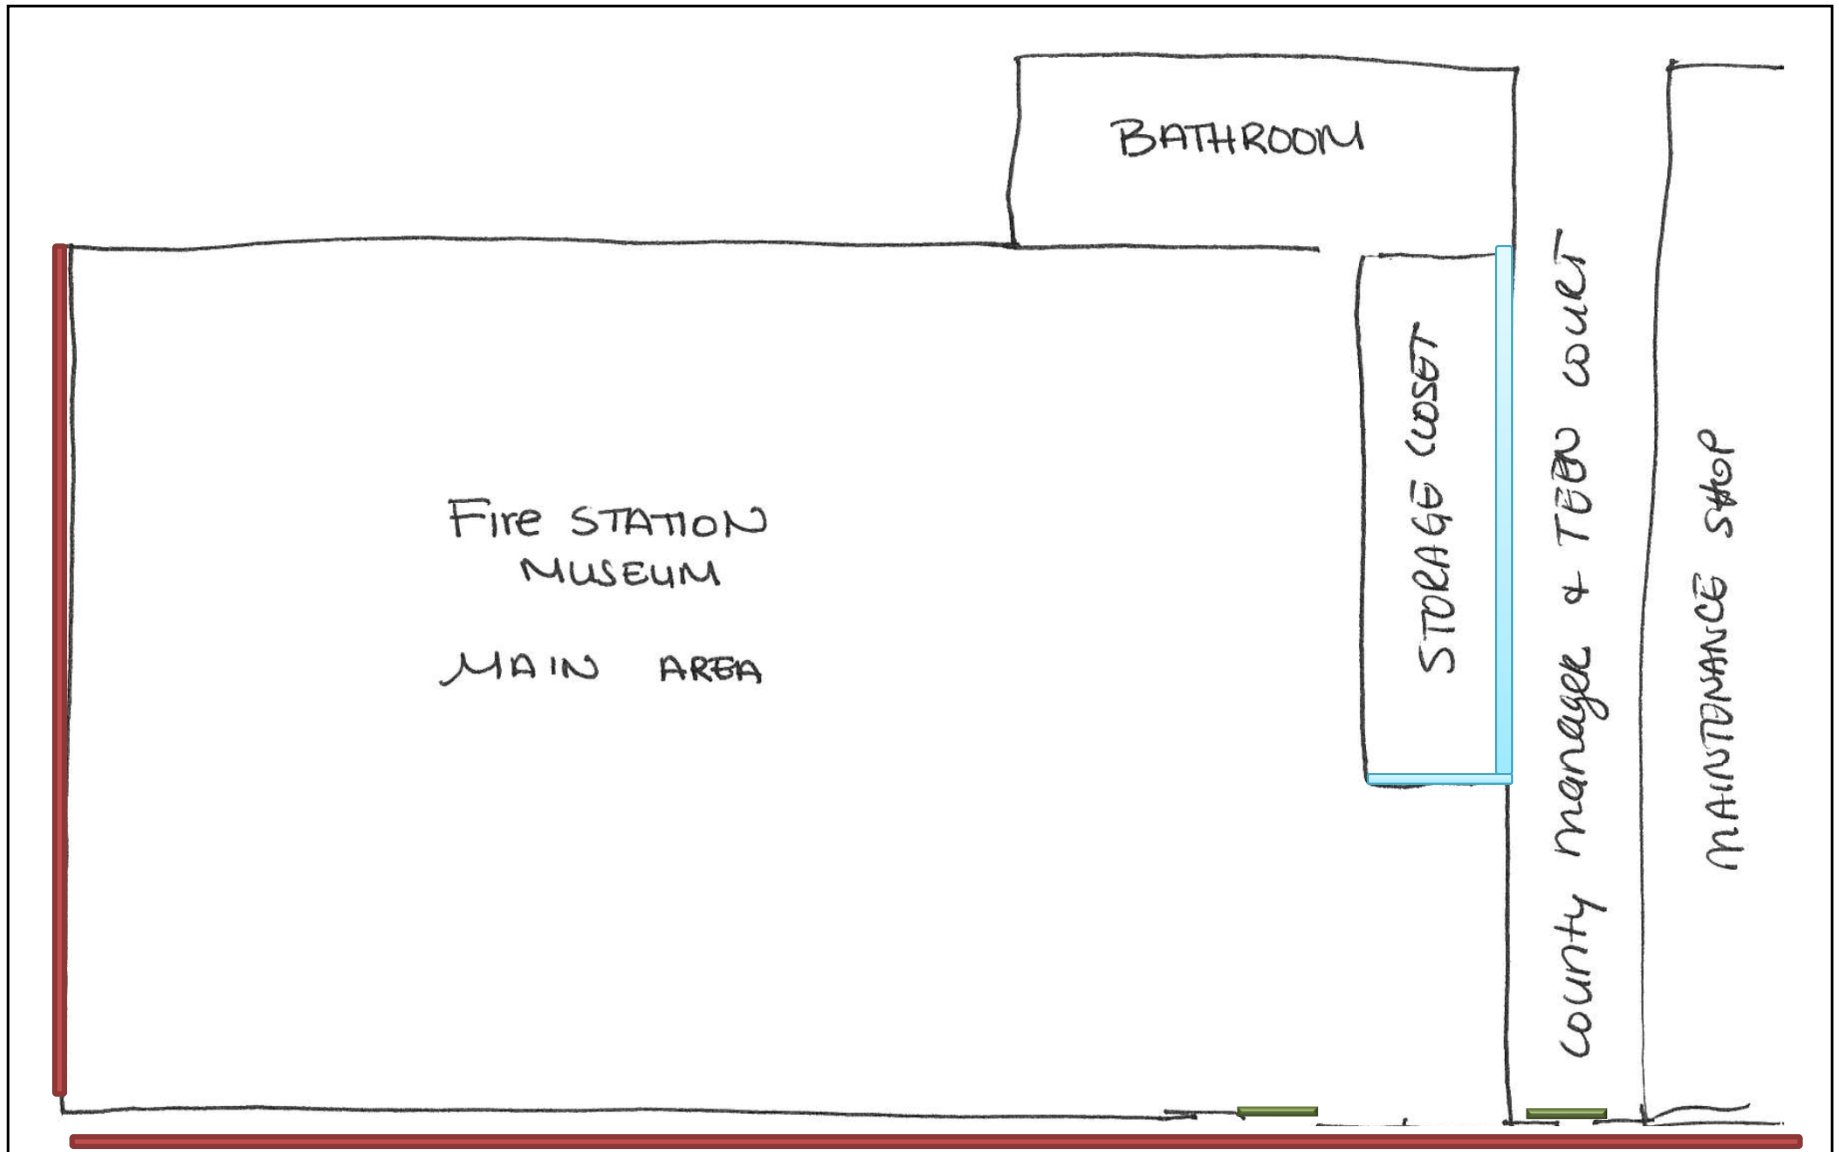 BATHROOM
Fire STATION
MUSEUM
MAIN AREA
STORAGE CLOSET
County manager & TEEN COURT
MAINTENANCE SHOP